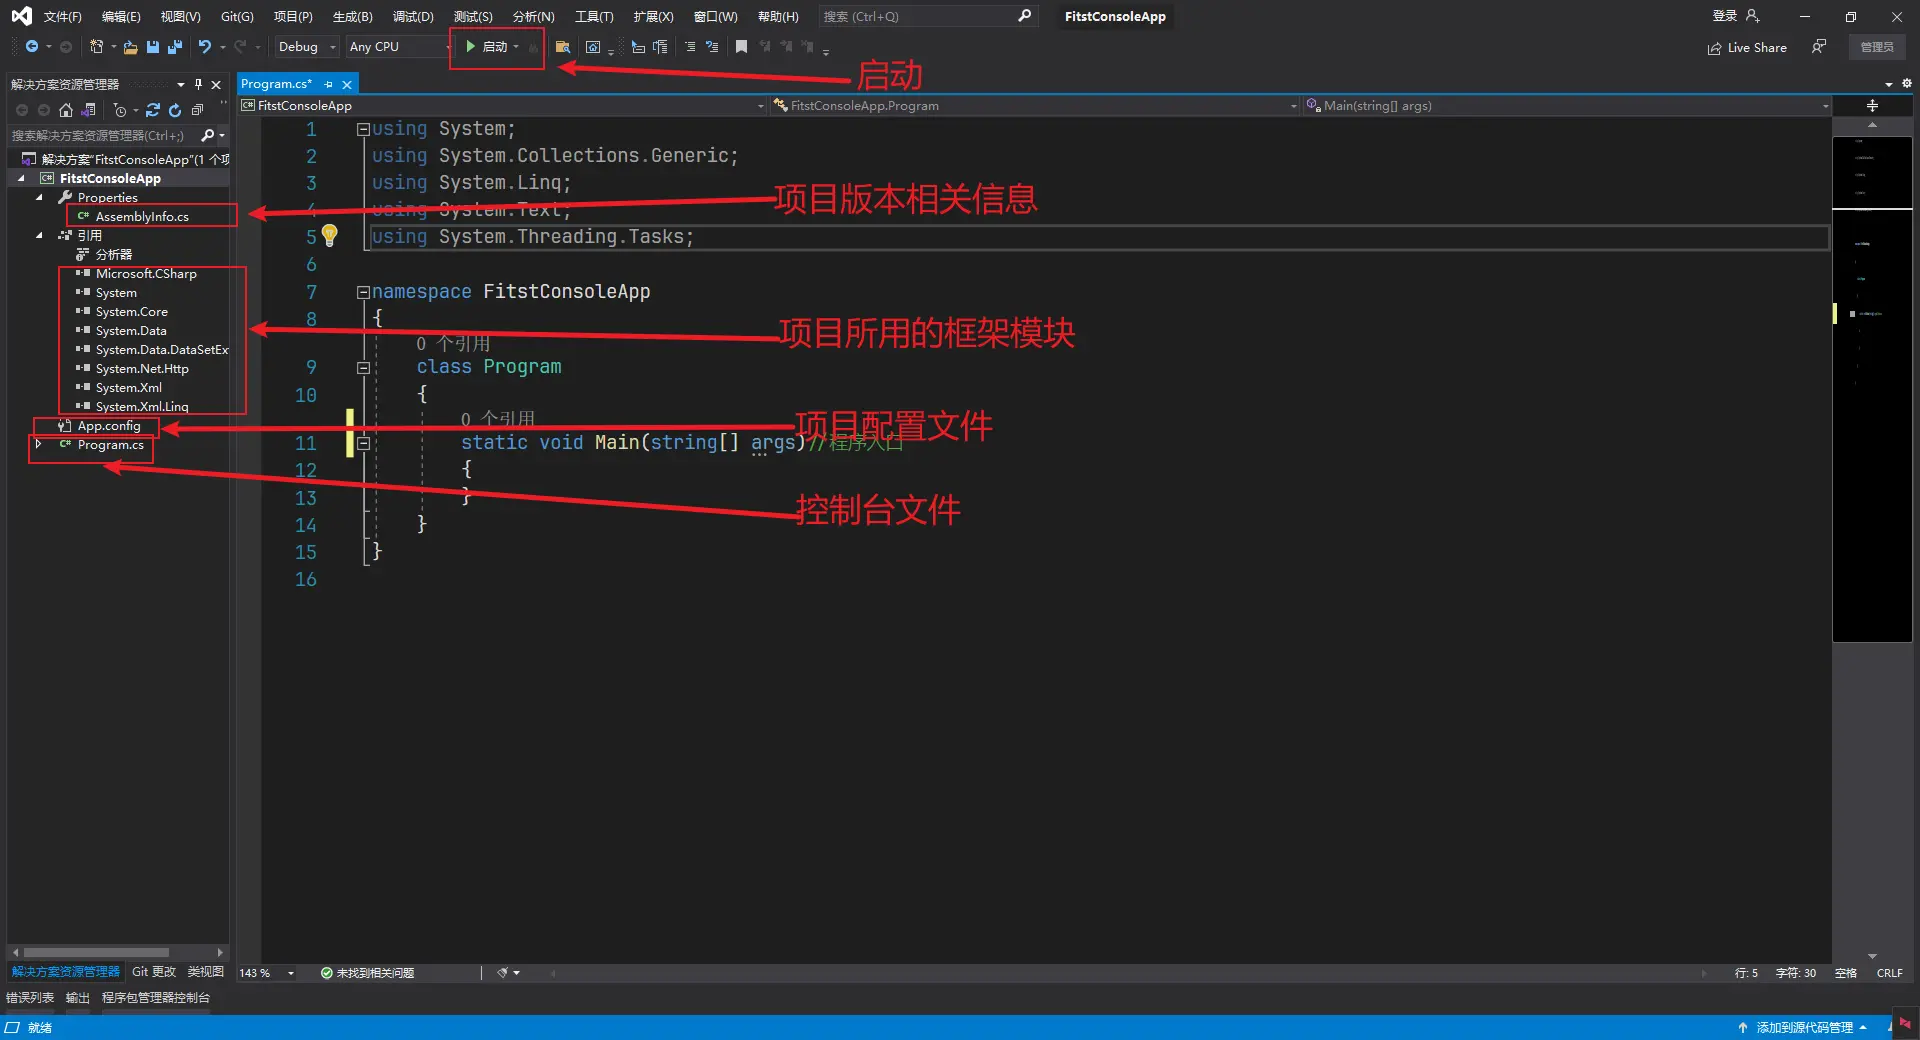 文件(F) 编辑(E) 视图(V) Git(G) 项目(P) 生成(B) 调试(D) 测试(S) 分析(N) 工具(T) 扩展(X) 窗口(W) 帮助(H) 搜索 (Ctrl+Q) FitstConsoleApp 登录
Debug Any CPU 启动 Live Share 管理员
启动
解决方案资源管理器
Program.cs*
FitstConsoleApp FitstConsoleApp.Program Main(string[] args)
搜索解决方案资源管理器(Ctrl+;)
解决方案"FitstConsoleApp"(1 个项
FitstConsoleApp
Properties
AssemblyInfo.cs
引用
分析器
Microsoft.CSharp
System
System.Core
System.Data
System.Data.DataSetEx
System.Net.Http
System.Xml
System.Xml.Linq
App.config
Program.cs
1 using System;
2 using System.Collections.Generic;
3 using System.Linq;
4 using System.Text;
5 using System.Threading.Tasks;
6
7 namespace FitstConsoleApp
8 {
0 个引用
9 class Program
10 {
0 个引用
11 static void Main(string[] args)//程序入口
12 {
13 }
14 }
15 }
16
项目版本相关信息
项目所用的框架模块
项目配置文件
控制台文件
解决方案资源管理器 Git 更改 类视图
143 % 未找到相关问题 行: 5 字符: 30 空格 CRLF
错误列表 输出 程序包管理器控制台
就绪 添加到源代码管理